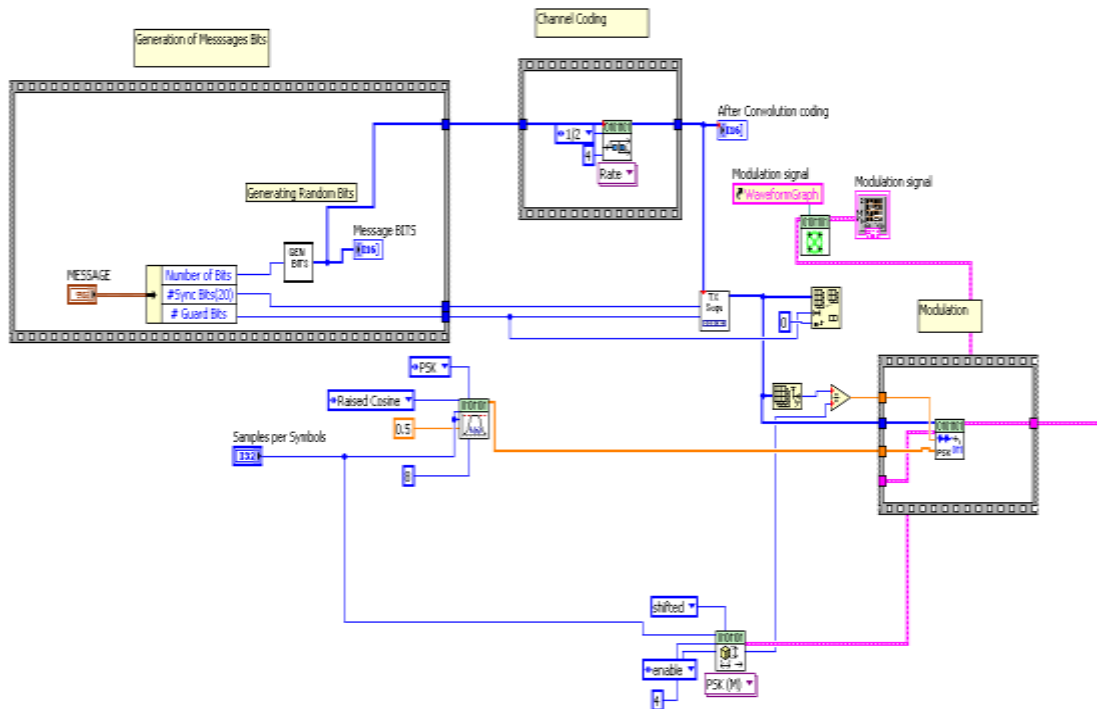 Channel Coding
Generation of Messsages Bits
After Convolution coding
1/2
I16
4
Rate
Modulation signal
Modulation signal
WaveformGraph
Generating Random Bits
Message BITS
GEN
BITS
I16
MESSAGE
Number of Bits
#Sync Bits(20)
# Guard Bits
TX
0
Modulation
PSK
Raised Cosine
0.5
Samples per Symbols
I32
8
PSK
shifted
enable
4
PSK (M)